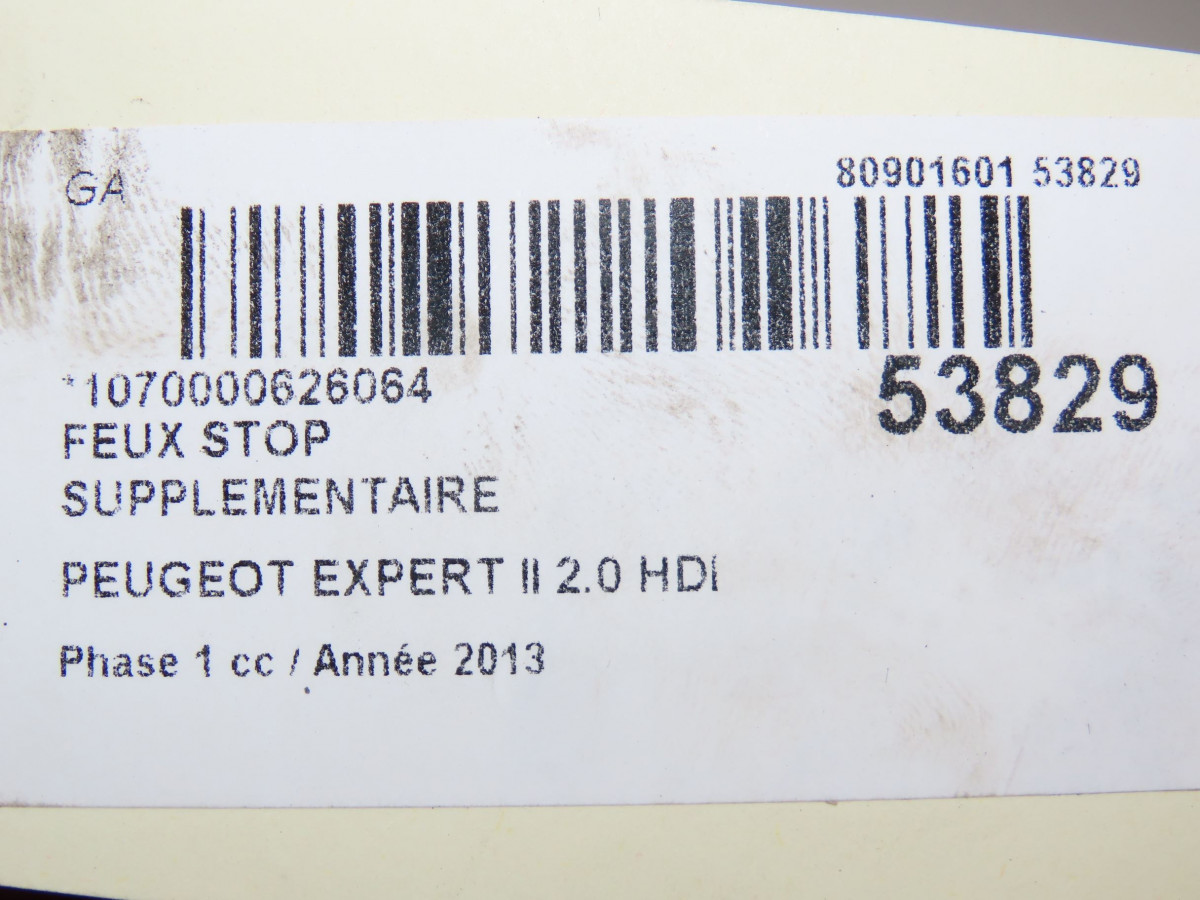 GA
80901601 53829
*1070000626064
53829
FEUX STOP
SUPPLEMENTAIRE
PEUGEOT EXPERT II 2.0 HDI
Phase 1 cc / Année 2013